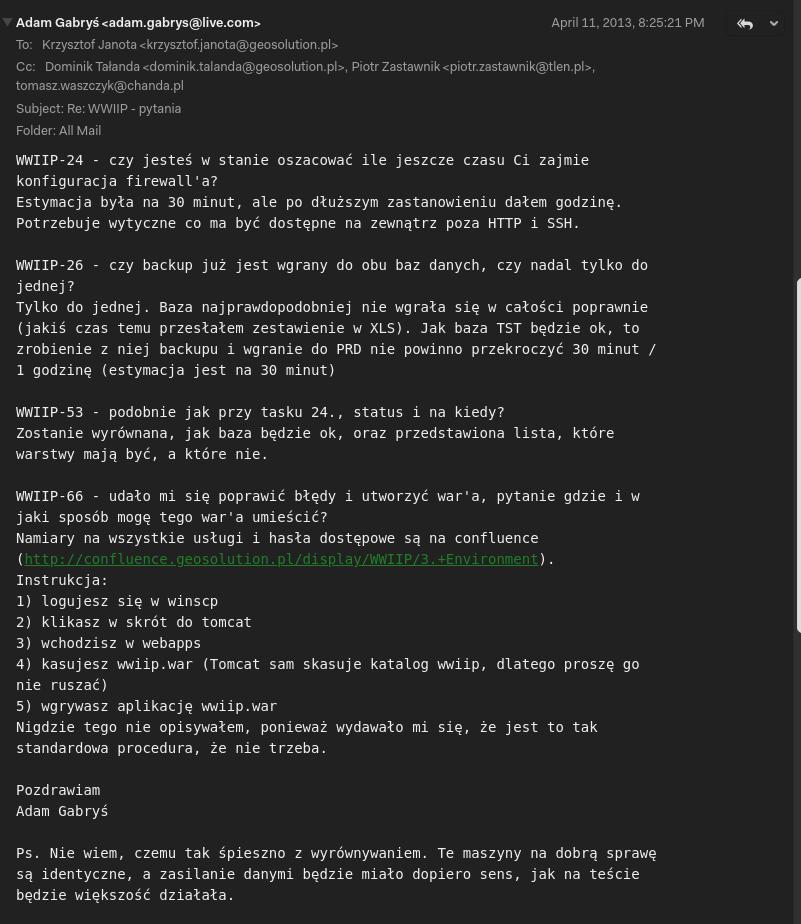 Adam Gabryś <adam.gabrys@live.com> April 11, 2013, 8:25:21 PM
To: Krzysztof Janota <krzysztof.janota@geosolution.pl>
Cc: Dominik Tałanda <dominik.talanda@geosolution.pl>, Piotr Zastawnik <piotr.zastawnik@tlen.pl>,
tomasz.waszczyk@chanda.pl
Subject: Re: WWIIP - pytania
Folder: All Mail
WWIIP-24 - czy jesteś w stanie oszacować ile jeszcze czasu Ci zajmie
konfiguracja firewall'a?
Estymacja była na 30 minut, ale po dłuższym zastanowieniu dałem godzinę.
Potrzebuje wytyczne co ma być dostępne na zewnątrz poza HTTP i SSH.
WWIIP-26 - czy backup już jest wgrany do obu baz danych, czy nadal tylko do
jednej?
Tylko do jednej. Baza najprawdopodobniej nie wgrała się w całości poprawnie
(jakiś czas temu przesłałem zestawienie w XLS). Jak baza TST będzie ok, to
zrobienie z niej backupu i wgranie do PRD nie powinno przekroczyć 30 minut /
1 godzinę (estymacja jest na 30 minut)
WWIIP-53 - podobnie jak przy tasku 24., status i na kiedy?
Zostanie wyrównana, jak baza będzie ok, oraz przedstawiona lista, które
warstwy mają być, a które nie.
WWIIP-66 - udało mi się poprawić błędy i utworzyć war'a, pytanie gdzie i w
jaki sposób mogę tego war'a umieścić?
Namiary na wszystkie usługi i hasła dostępowe są na confluence
(http://confluence.geosolution.pl/display/WWIIP/3.+Environment).
Instrukcja:
1) logujesz się w winscp
2) klikasz w skrót do tomcat
3) wchodzisz w webapps
4) kasujesz wwiip.war (Tomcat sam skasuje katalog wwiip, dlatego proszę go
nie ruszać)
5) wgrywasz aplikację wwiip.war
Nigdzie tego nie opisywałem, ponieważ wydawało mi się, że jest to tak
standardowa procedura, że nie trzeba.
Pozdrawiam
Adam Gabryś
Ps. Nie wiem, czemu tak śpieszno z wyrównywaniem. Te maszyny na dobrą sprawę
są identyczne, a zasilanie danymi będzie miało dopiero sens, jak na teście
będzie większość działała.